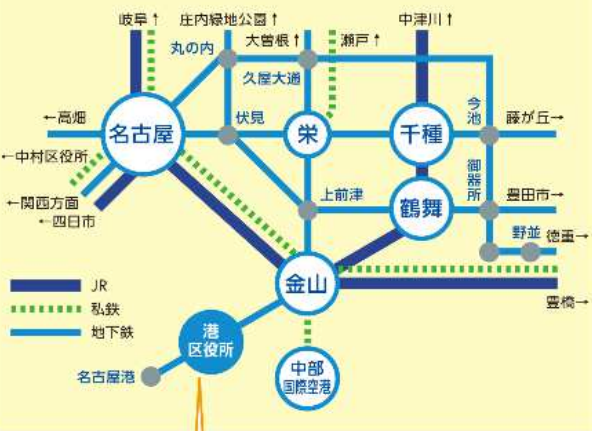 岐阜↑
庄内緑地公園↑
中津川↑
大曽根↑
瀬戸↑
丸の内
久屋大通
←高畑
名古屋
伏見
栄
千種
今池
藤が丘→
←中村区役所
←関西方面
←四日市
上前津
鶴舞
御器所
豊田市→
野並
徳重→
金山
豊橋→
JR
私鉄
地下鉄
港
区役所
名古屋港
中部
国際空港